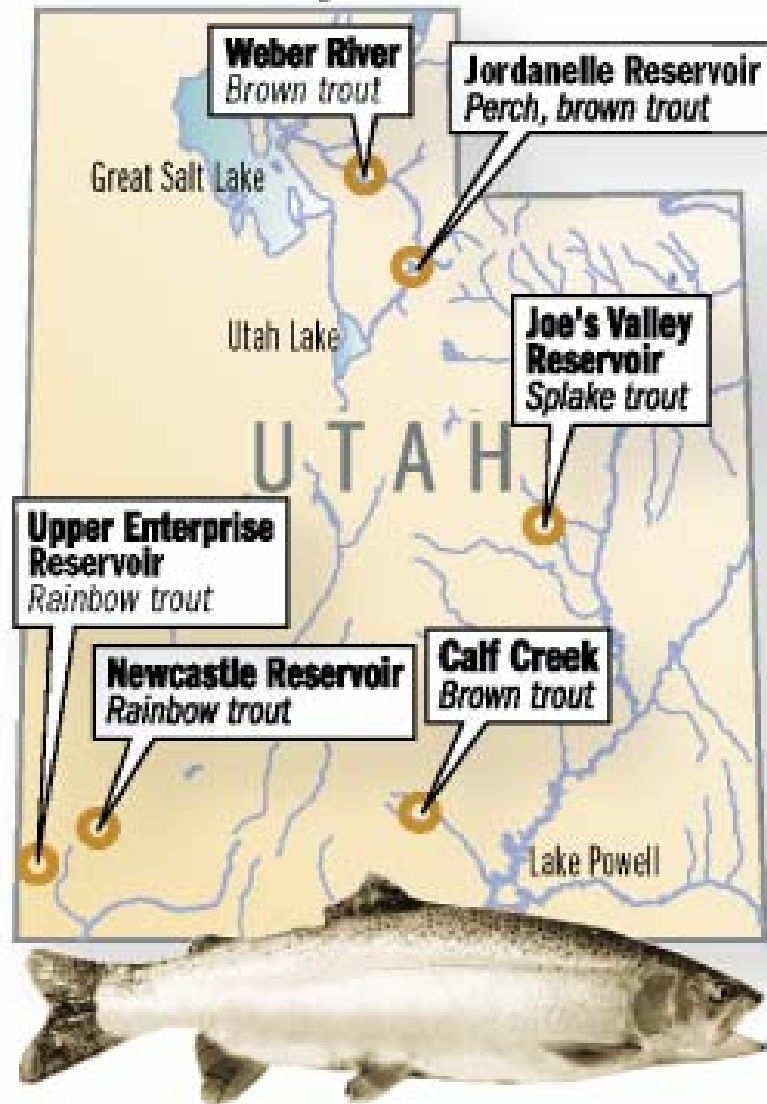 Weber River
Brown trout
Jordanelle Reservoir
Perch, brown trout
Great Salt Lake
Utah Lake
Joe's Valley
Reservoir
Splake trout
UTAH
Upper Enterprise
Reservoir
Rainbow trout
Newcastle Reservoir
Rainbow trout
Calf Creek
Brown trout
Lake Powell